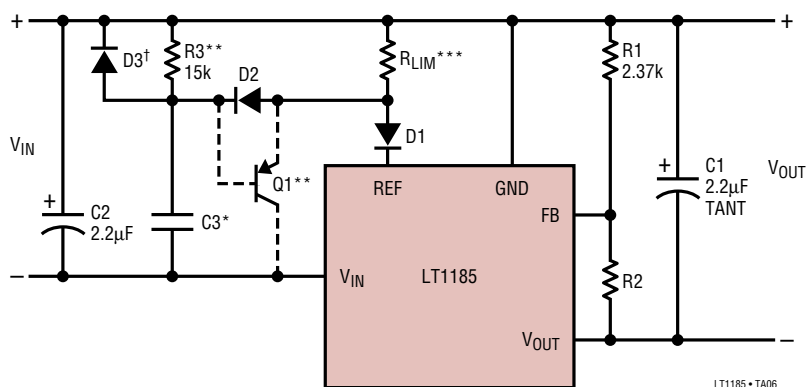 +
+
D3†
R3**
15k
D2
RLIM***
R1
2.37k
D1
VIN
Q1**
REF
GND
C1
2.2µF
TANT
VOUT
+
+
C2
2.2µF
C3*
FB
–
VIN
LT1185
R2
VOUT
–
LT1185 • TA06